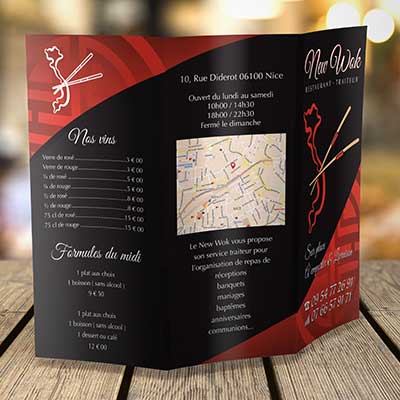 Nos vins
Verre de rosé 3 € 00
Verre de rouge 3 € 00
¼ de rosé 5 € 00
¼ de rouge 5 € 00
½ de rosé 8 € 00
½ de rouge 8 € 00
75 cl de rosé 15 € 00
75 cl de rouge 15 € 00
Formules du midi
1 plat aux choix
1 boisson ( sans alcool )
9 € 50
1 plat aux choix
1 boisson ( sans alcool )
1 dessert ou café
12 € 00
10, Rue Diderot 06100 Nice
Ouvert du lundi au samedi
10h00 / 14h30
18h00 / 22h30
Fermé le dimanche
Le New Wok vous propose
son service traiteur pour
l'organisation de repas de
réceptions
banquets
mariages
baptêmes
anniversaires
communions...
New Wok
RESTAURANT - TRAITEUR
Sur place
A emporter & Livraison
09 54 77 26 98
07 66 57 91 71